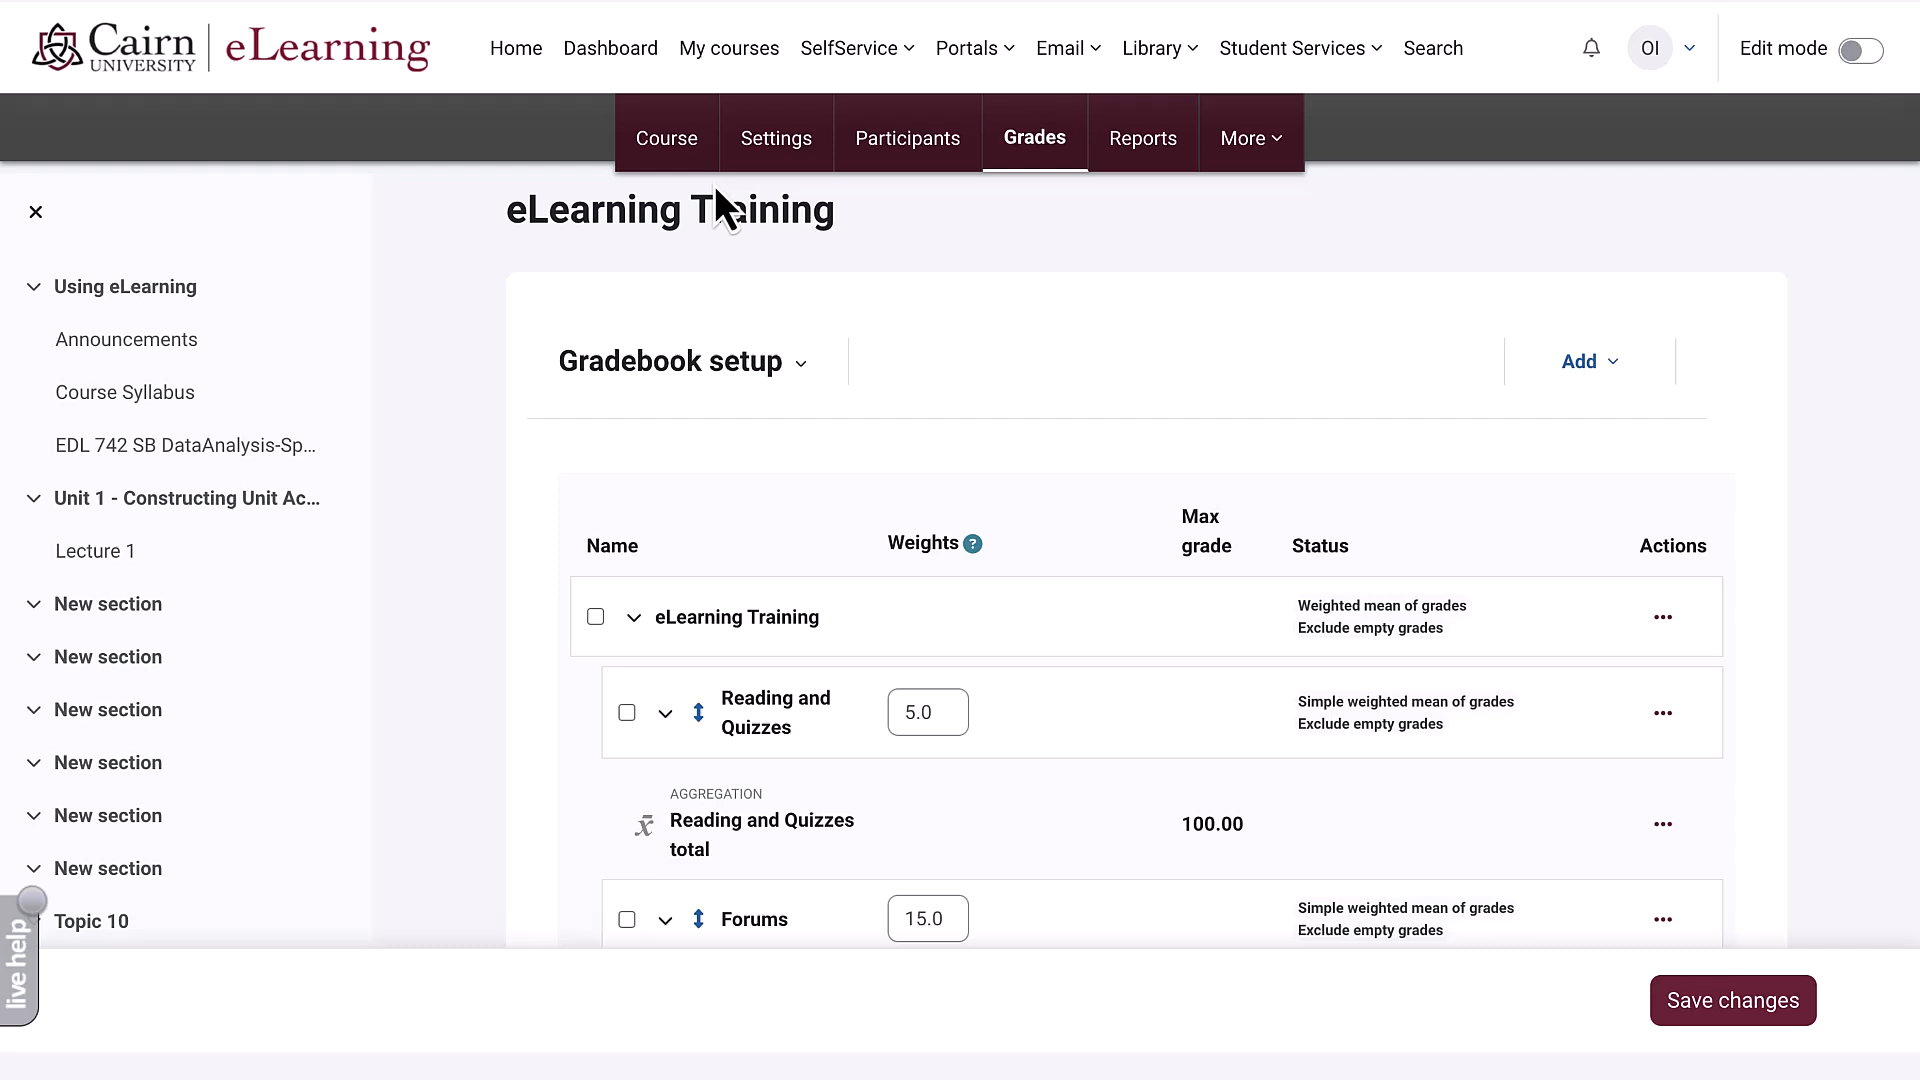 Cairn UNIVERSITY eLearning
Home Dashboard My courses SelfService Portals Email Library Student Services Search OI Edit mode
Course Settings Participants Grades Reports More
eLearning Training
Using eLearning
Announcements
Course Syllabus
EDL 742 SB DataAnalysis-Sp...
Unit 1 - Constructing Unit Ac...
Lecture 1
New section
New section
New section
New section
New section
New section
Topic 10
live help
Gradebook setup Add
Name Weights ? Max grade Status Actions
eLearning Training Weighted mean of grades
Exclude empty grades
Reading and Quizzes 5.0 Simple weighted mean of grades
Exclude empty grades
AGGREGATION
x̄ Reading and Quizzes total 100.00
Forums 15.0 Simple weighted mean of grades
Exclude empty grades
Save changes